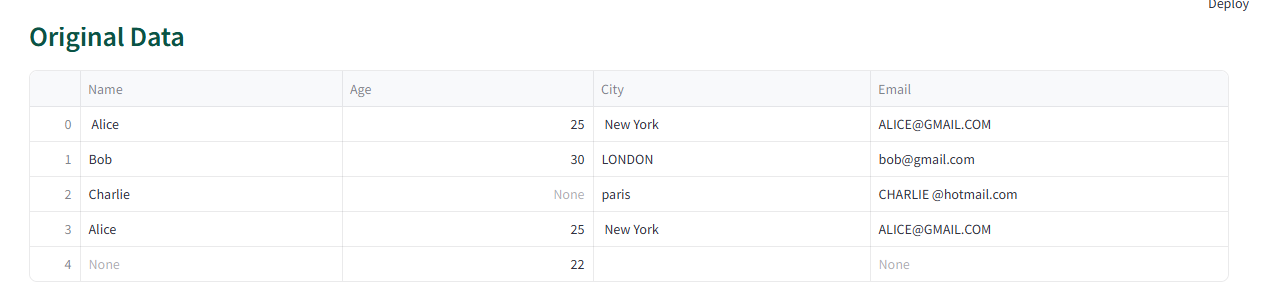 Deploy
Original Data
Name Age City Email
0 Alice 25 New York ALICE@GMAIL.COM
1 Bob 30 LONDON bob@gmail.com
2 Charlie None paris CHARLIE @hotmail.com
3 Alice 25 New York ALICE@GMAIL.COM
4 None 22 None